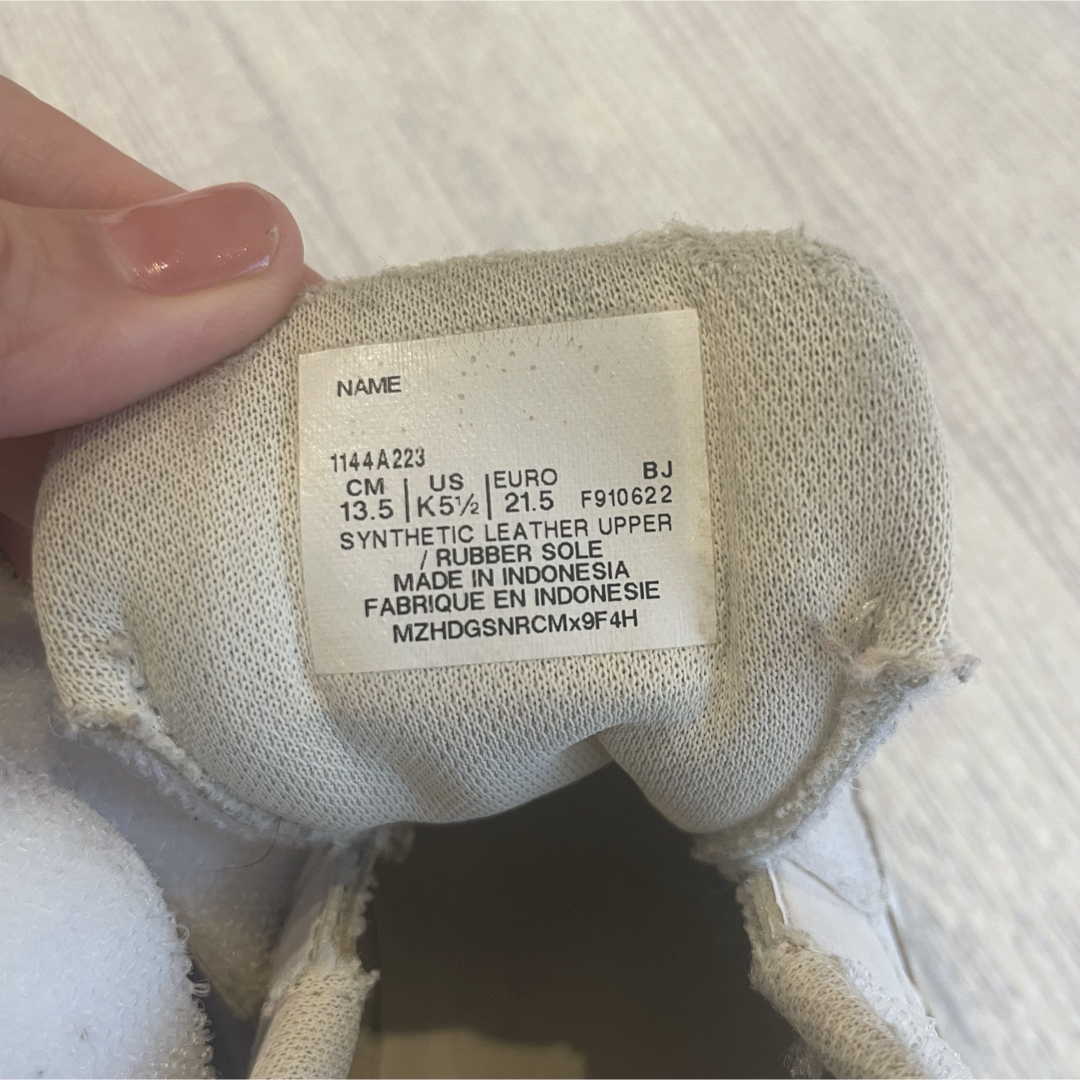 NAME
1144A223
CM | US | EURO BJ
13.5 | K5½ | 21.5 F910622
SYNTHETIC LEATHER UPPER
/ RUBBER SOLE
MADE IN INDONESIA
FABRIQUE EN INDONESIE
MZHDGSNRCMx9F4H